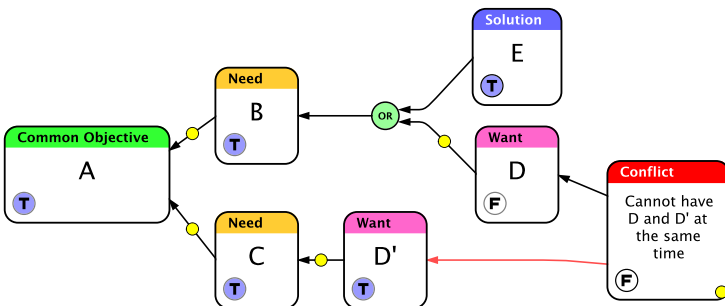 Solution
E
T
Need
B
T
OR
Common Objective
A
T
Want
D
F
Conflict
Cannot have
D and D' at
the same
time
F
Need
C
T
Want
D'
T